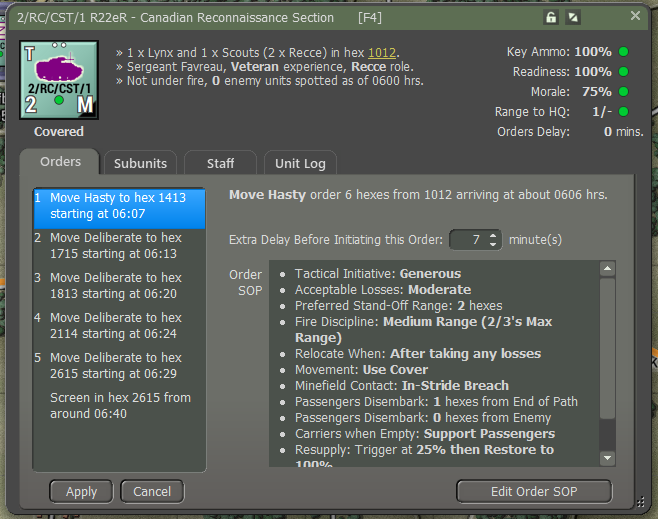 2/RC/CST/1 R22eR - Canadian Reconnaissance Section [F4]
T
2/RC/CST/1
2 M
Covered
» 1 x Lynx and 1 x Scouts (2 x Recce) in hex 1012.
» Sergeant Favreau, Veteran experience, Recce role.
» Not under fire, 0 enemy units spotted as of 0600 hrs.
Key Ammo: 100%
Readiness: 100%
Morale: 75%
Range to HQ: 1/-
Orders Delay: 0 mins.
Orders Subunits Staff Unit Log
1 Move Hasty to hex 1413
starting at 06:07
2 Move Deliberate to hex
1715 starting at 06:13
3 Move Deliberate to hex
1813 starting at 06:20
4 Move Deliberate to hex
2114 starting at 06:24
5 Move Deliberate to hex
2615 starting at 06:29
Screen in hex 2615 from
around 06:40
Move Hasty order 6 hexes from 1012 arriving at about 0606 hrs.
Extra Delay Before Initiating this Order: 7 minute(s)
Order
SOP
• Tactical Initiative: Generous
• Acceptable Losses: Moderate
• Preferred Stand-Off Range: 2 hexes
• Fire Discipline: Medium Range (2/3's Max
Range)
• Relocate When: After taking any losses
• Movement: Use Cover
• Minefield Contact: In-Stride Breach
• Passengers Disembark: 1 hexes from End of Path
• Passengers Disembark: 0 hexes from Enemy
• Carriers when Empty: Support Passengers
• Resupply: Trigger at 25% then Restore to
100%
Apply Cancel Edit Order SOP